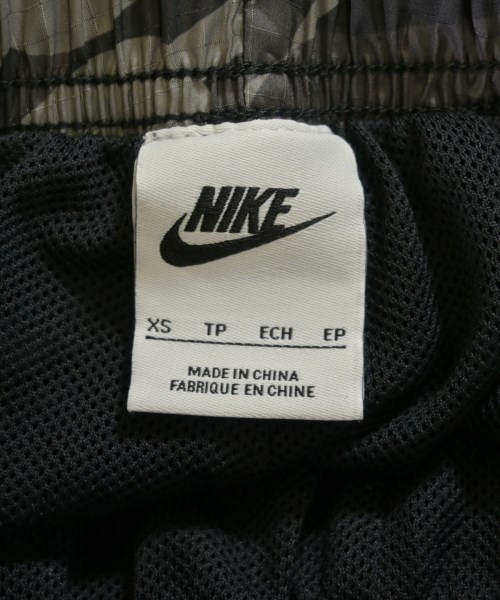 NIKE
XS TP ECH EP
MADE IN CHINA
FABRIQUE EN CHINE